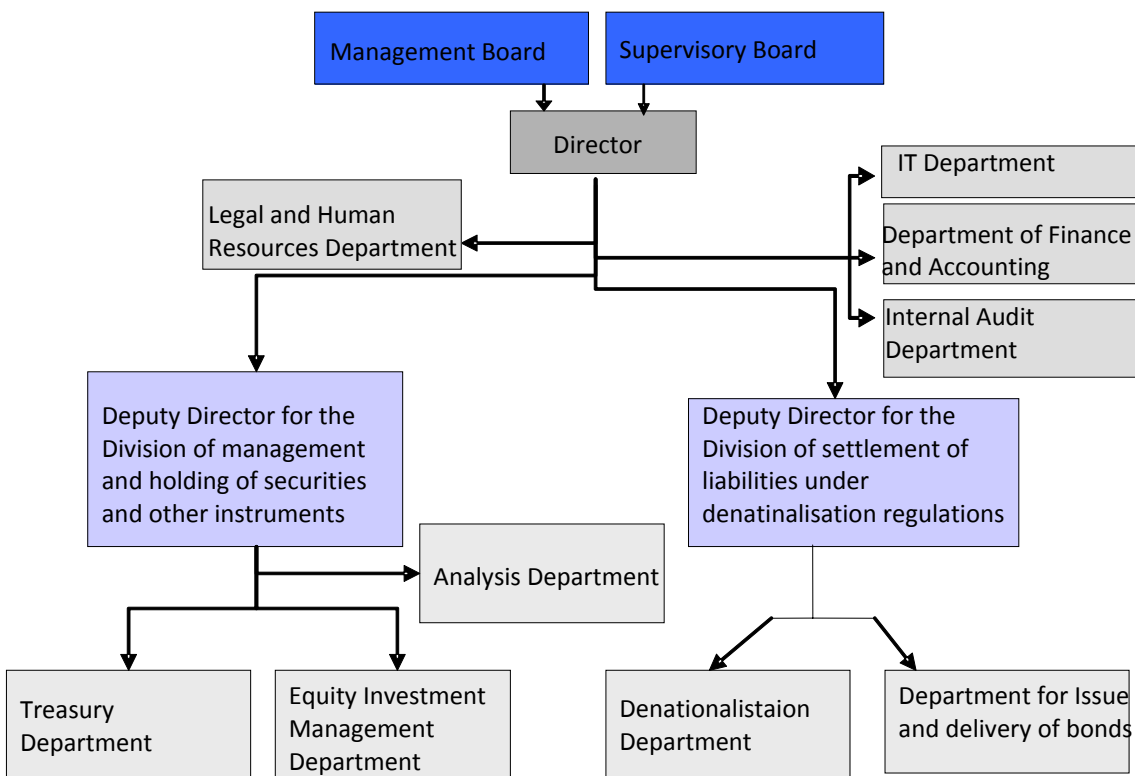 Management Board
Supervisory Board
Director
IT Department
Legal and Human
Resources Department
Department of Finance
and Accounting
Internal Audit
Department
Deputy Director for the
Division of management
and holding of securities
and other instruments
Deputy Director for the
Division of settlement of
liabilities under
denatinalisation regulations
Analysis Department
Treasury
Department
Equity Investment
Management
Department
Denationalistaion
Department
Department for Issue
and delivery of bonds